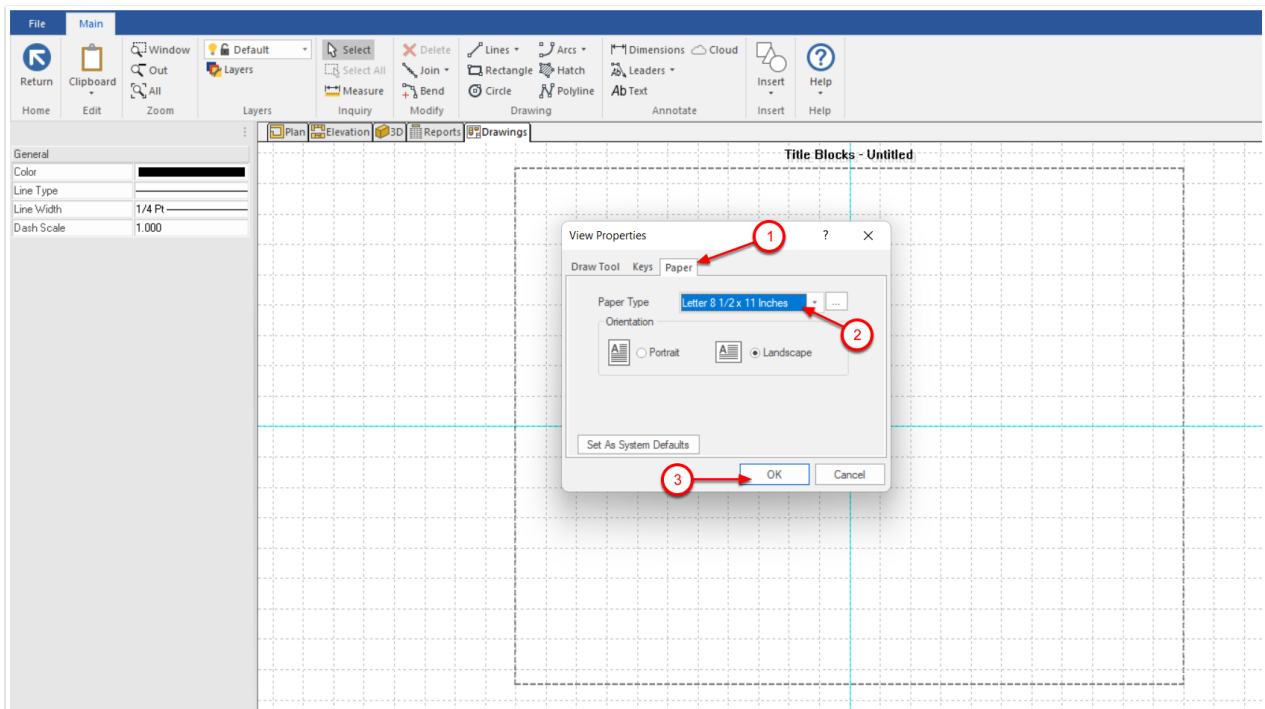 File Main
Window Default Select Delete Lines Arcs Dimensions Cloud
Return Clipboard Out Layers Select All Join Rectangle Hatch Leaders Insert Help
All Measure Bend Circle Polyline Ab Text
Home Edit Zoom Layers Inquiry Modify Drawing Annotate Insert Help
Plan Elevation 3D Reports Drawings
General
Title Blocks - Untitled
Color
Line Type
Line Width 1/4 Pt
Dash Scale 1.000
View Properties ? 1
Draw Tool Keys Paper
Paper Type Letter 8 1/2 x 11 Inches ...
Orientation 2
Portrait Landscape
Set As System Defaults
3 OK Cancel